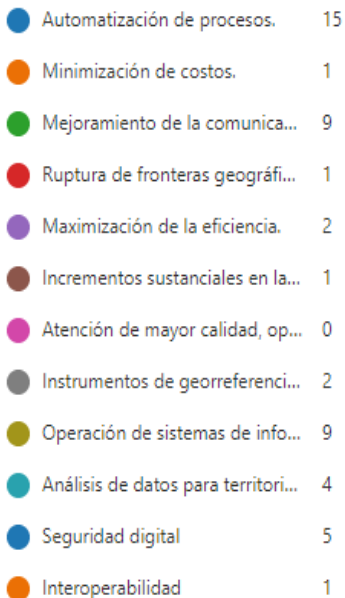 Automatización de procesos. 15
Minimización de costos. 1
Mejoramiento de la comunica... 9
Ruptura de fronteras geográfi... 1
Maximización de la eficiencia. 2
Incrementos sustanciales en la... 1
Atención de mayor calidad, op... 0
Instrumentos de georreferenci... 2
Operación de sistemas de info... 9
Análisis de datos para territori... 4
Seguridad digital 5
Interoperabilidad 1